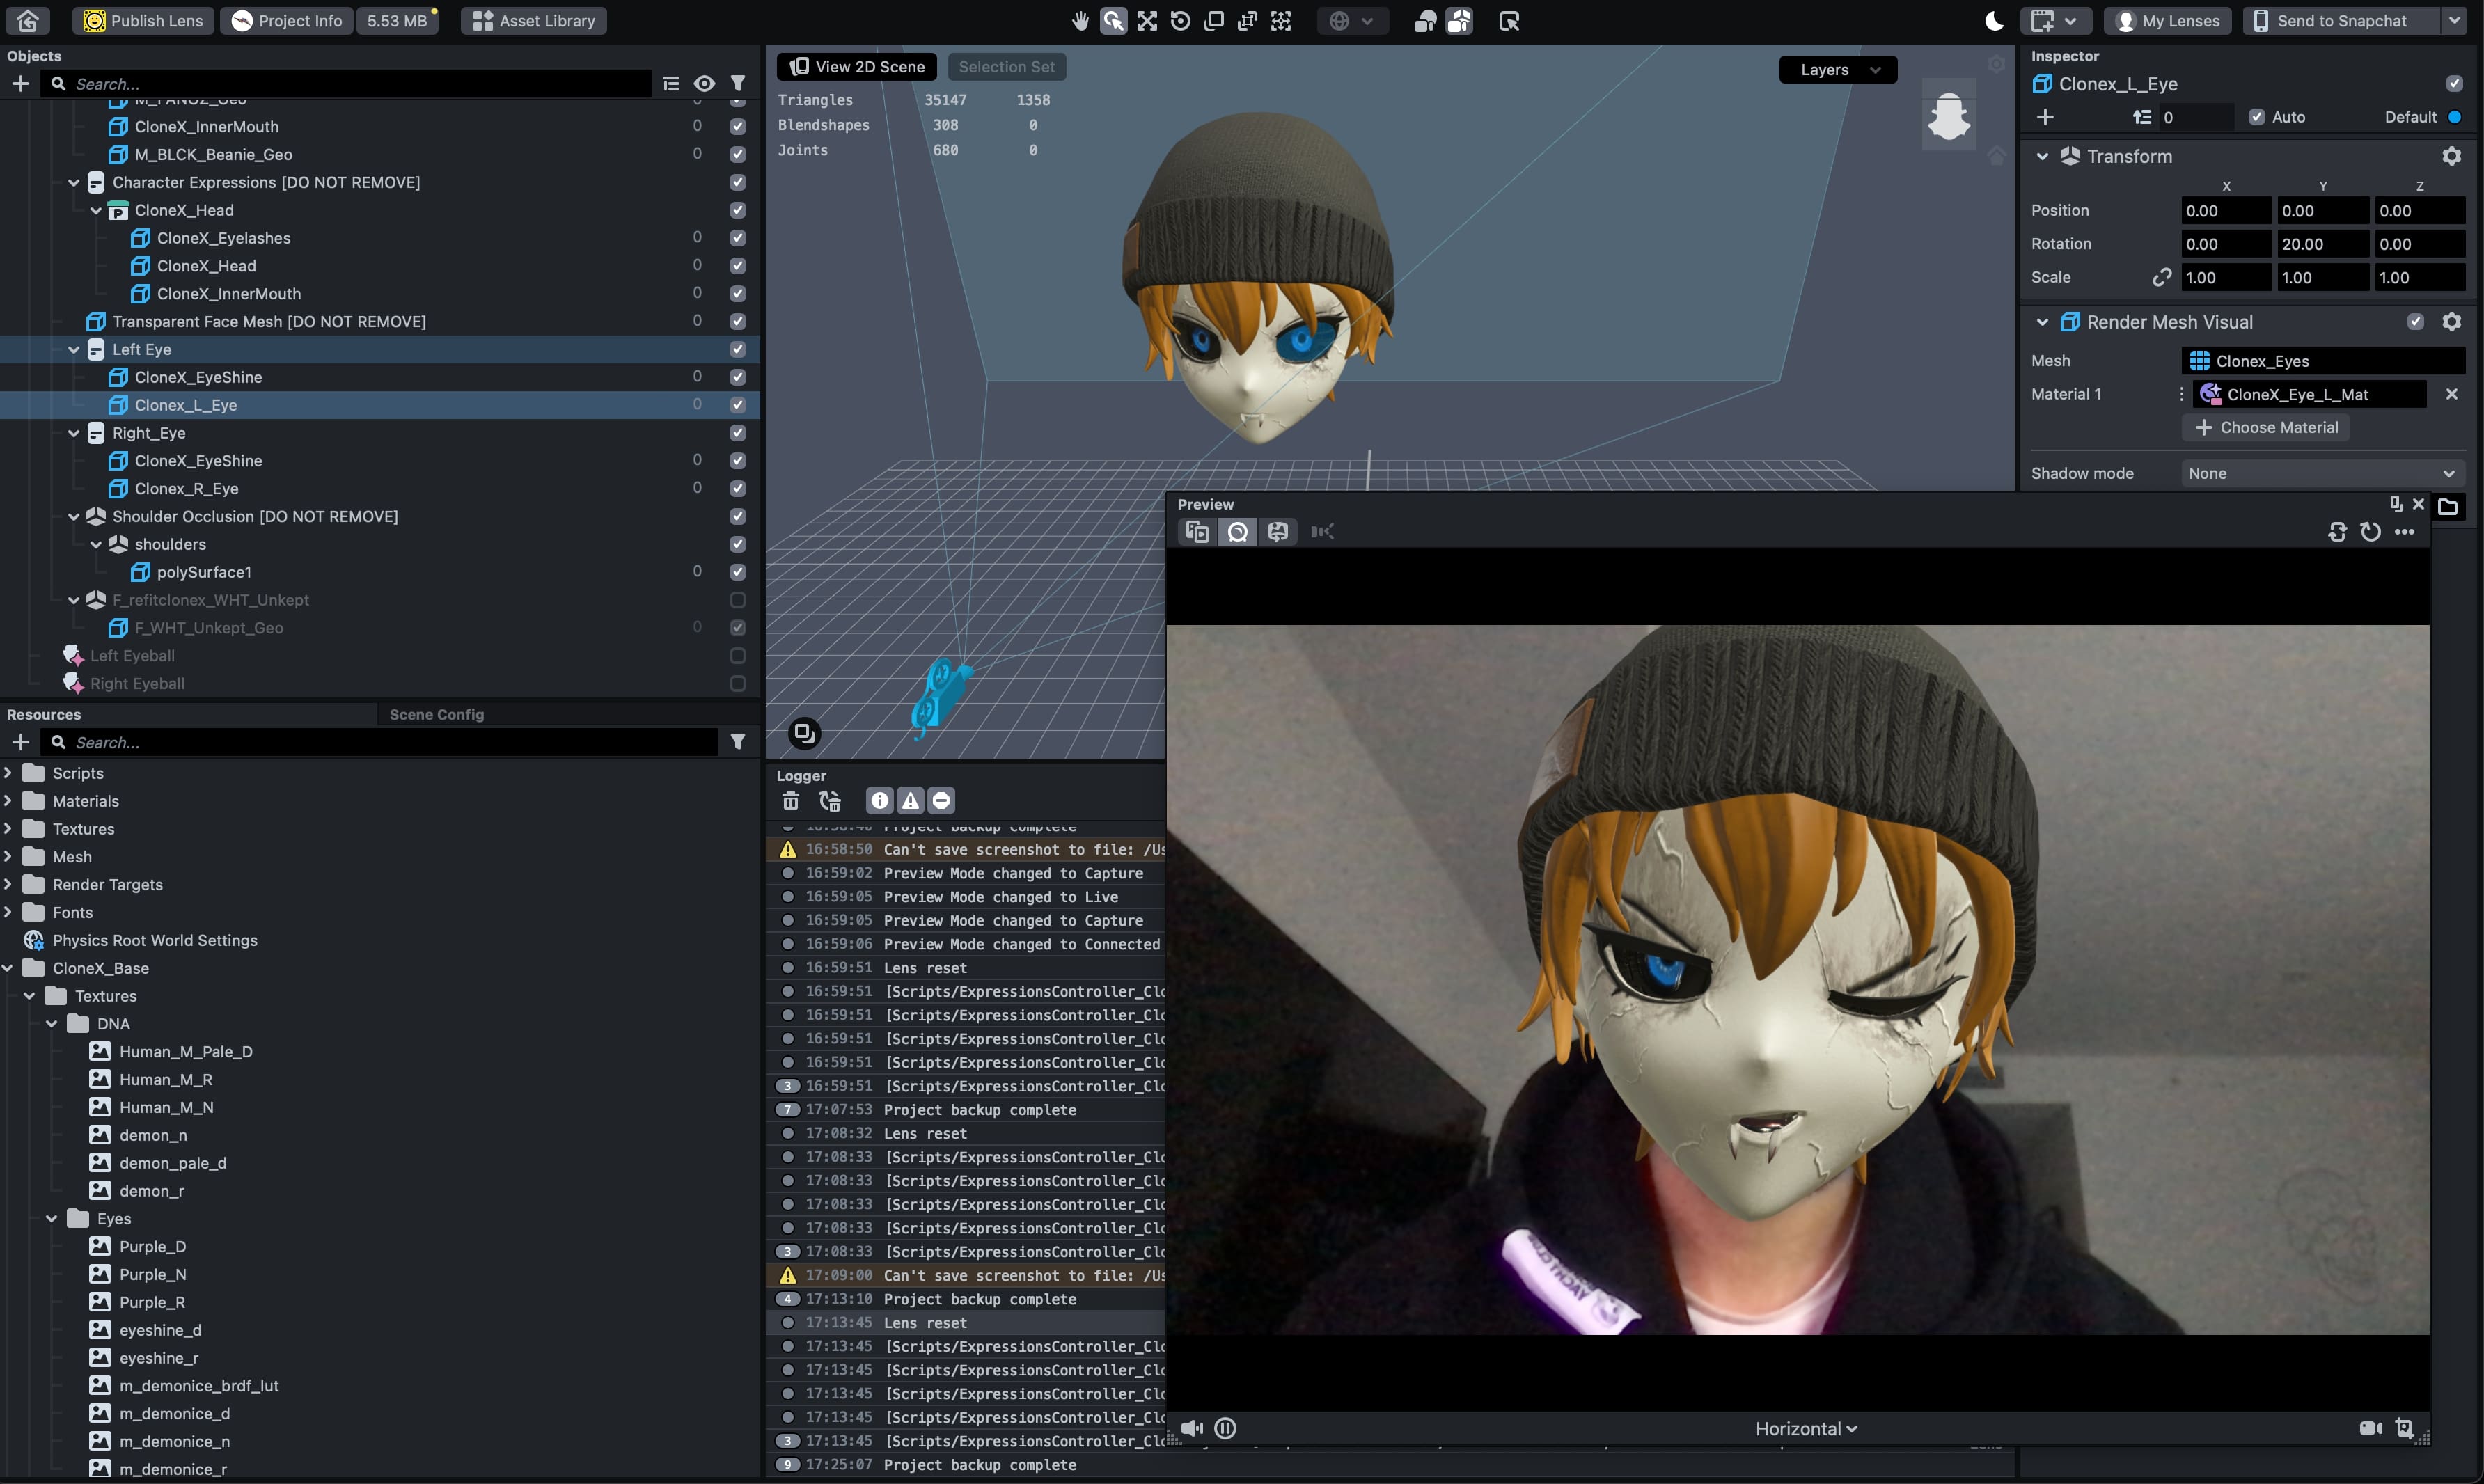 Publish Lens
Project Info
5.53 MB
Asset Library
My Lenses
Send to Snapchat
Objects
Search...
M_FANGZ_Geo 0
CloneX_InnerMouth 0
M_BLCK_Beanie_Geo 0
Character Expressions [DO NOT REMOVE]
CloneX_Head
CloneX_Eyelashes 0
CloneX_Head 0
CloneX_InnerMouth 0
Transparent Face Mesh [DO NOT REMOVE] 0
Left Eye
CloneX_EyeShine 0
Clonex_L_Eye 0
Right_Eye
CloneX_EyeShine 0
Clonex_R_Eye 0
Shoulder Occlusion [DO NOT REMOVE]
shoulders
polySurface1 0
F_refitclonex_WHT_Unkept
F_WHT_Unkept_Geo 0
Left Eyeball
Right Eyeball
Resources
Scene Config
Search...
Scripts
Materials
Textures
Mesh
Render Targets
Fonts
Physics Root World Settings
CloneX_Base
Textures
DNA
Human_M_Pale_D
Human_M_R
Human_M_N
demon_n
demon_pale_d
demon_r
Eyes
Purple_D
Purple_N
Purple_R
eyeshine_d
eyeshine_r
m_demonice_brdf_lut
m_demonice_d
m_demonice_n
m_demonice_r
View 2D Scene
Selection Set
Layers
Triangles 35147 1358
Blendshapes 308 0
Joints 680 0
Logger
16:58:40 Project backup complete
16:58:50 Can't save screenshot to file: /Us
16:59:02 Preview Mode changed to Capture
16:59:05 Preview Mode changed to Live
16:59:05 Preview Mode changed to Capture
16:59:06 Preview Mode changed to Connected
16:59:51 Lens reset
16:59:51 [Scripts/ExpressionsController_Clo
16:59:51 [Scripts/ExpressionsController_Clo
16:59:51 [Scripts/ExpressionsController_Clo
16:59:51 [Scripts/ExpressionsController_Clo
3 16:59:51 [Scripts/ExpressionsController_Clo
7 17:07:53 Project backup complete
17:08:32 Lens reset
17:08:33 [Scripts/ExpressionsController_Clo
17:08:33 [Scripts/ExpressionsController_Clo
17:08:33 [Scripts/ExpressionsController_Clo
17:08:33 [Scripts/ExpressionsController_Clo
3 17:08:33 [Scripts/ExpressionsController_Clo
17:09:00 Can't save screenshot to file: /Us
4 17:13:10 Project backup complete
17:13:45 Lens reset
17:13:45 [Scripts/ExpressionsController_Clo
17:13:45 [Scripts/ExpressionsController_Clo
17:13:45 [Scripts/ExpressionsController_Clo
17:13:45 [Scripts/ExpressionsController_Clo
3 17:13:45 [Scripts/ExpressionsController_Clo
9 17:25:07 Project backup complete
Inspector
Clonex_L_Eye
0
Auto
Default
Transform
X Y Z
Position 0.00 0.00 0.00
Rotation 0.00 20.00 0.00
Scale 1.00 1.00 1.00
Render Mesh Visual
Mesh Clonex_Eyes
Material 1 CloneX_Eye_L_Mat
Choose Material
Shadow mode None
Preview
Horizontal